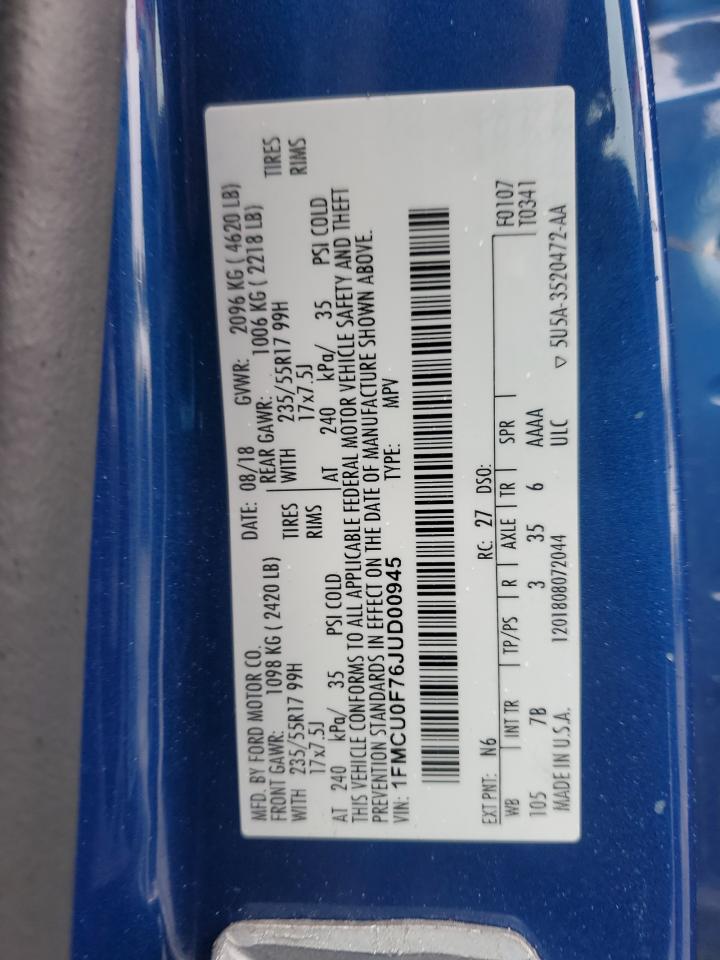 MFD. BY FORD MOTOR CO. DATE: 08/18 GVWR: 2096 KG ( 4620 LB)
FRONT GAWR: 1098 KG ( 2420 LB) REAR GAWR: 1006 KG ( 2218 LB)
WITH 235/55R17 99H TIRES WITH 235/55R17 99H TIRES
17x7.5J RIMS 17x7.5J RIMS
AT 240 kPa/ 35 PSI COLD AT 240 kPa/ 35 PSI COLD
THIS VEHICLE CONFORMS TO ALL APPLICABLE FEDERAL MOTOR VEHICLE SAFETY AND THEFT
PREVENTION STANDARDS IN EFFECT ON THE DATE OF MANUFACTURE SHOWN ABOVE.
VIN: 1FMCU0F76JUD00945 TYPE: MPV
EXT PNT: N6 RC: 27 DSO:
WB INT TR TP/PS R AXLE TR SPR F0107
T0341
105 7B 3 35 6 AAAA
MADE IN U.S.A. 1201808072044 ULC ▽ 5U5A-3520472-AA